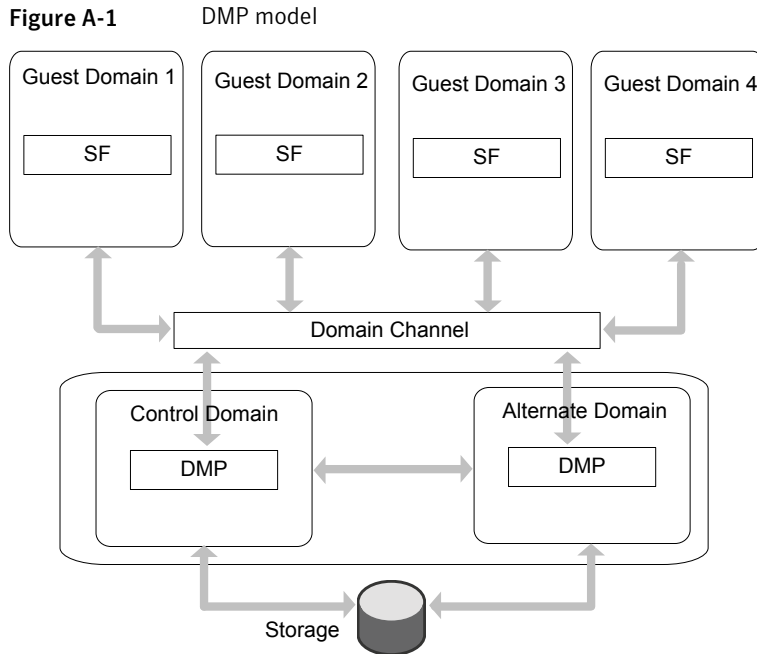 Figure A-1 DMP model
Guest Domain 1
Guest Domain 2
Guest Domain 3
Guest Domain 4
SF
SF
SF
SF
Domain Channel
Control Domain
Alternate Domain
DMP
DMP
Storage